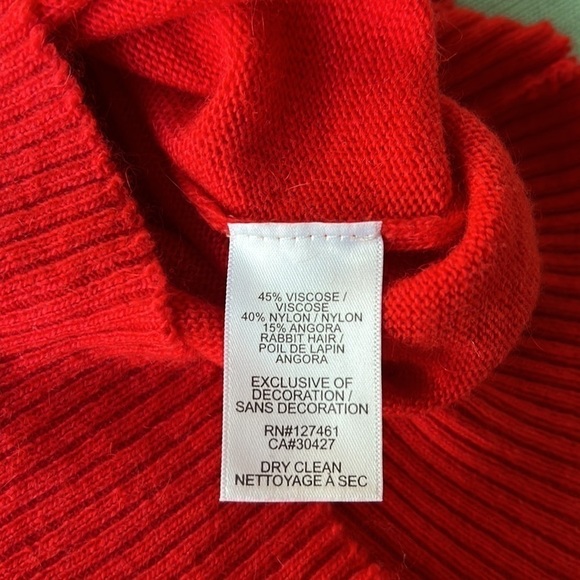 45% VISCOSE /
VISCOSE
40% NYLON / NYLON
15% ANGORA
RABBIT HAIR /
POIL DE LAPIN
ANGORA
EXCLUSIVE OF
DECORATION /
SANS DECORATION
RN#127461
CA#30427
DRY CLEAN
NETTOYAGE À SEC